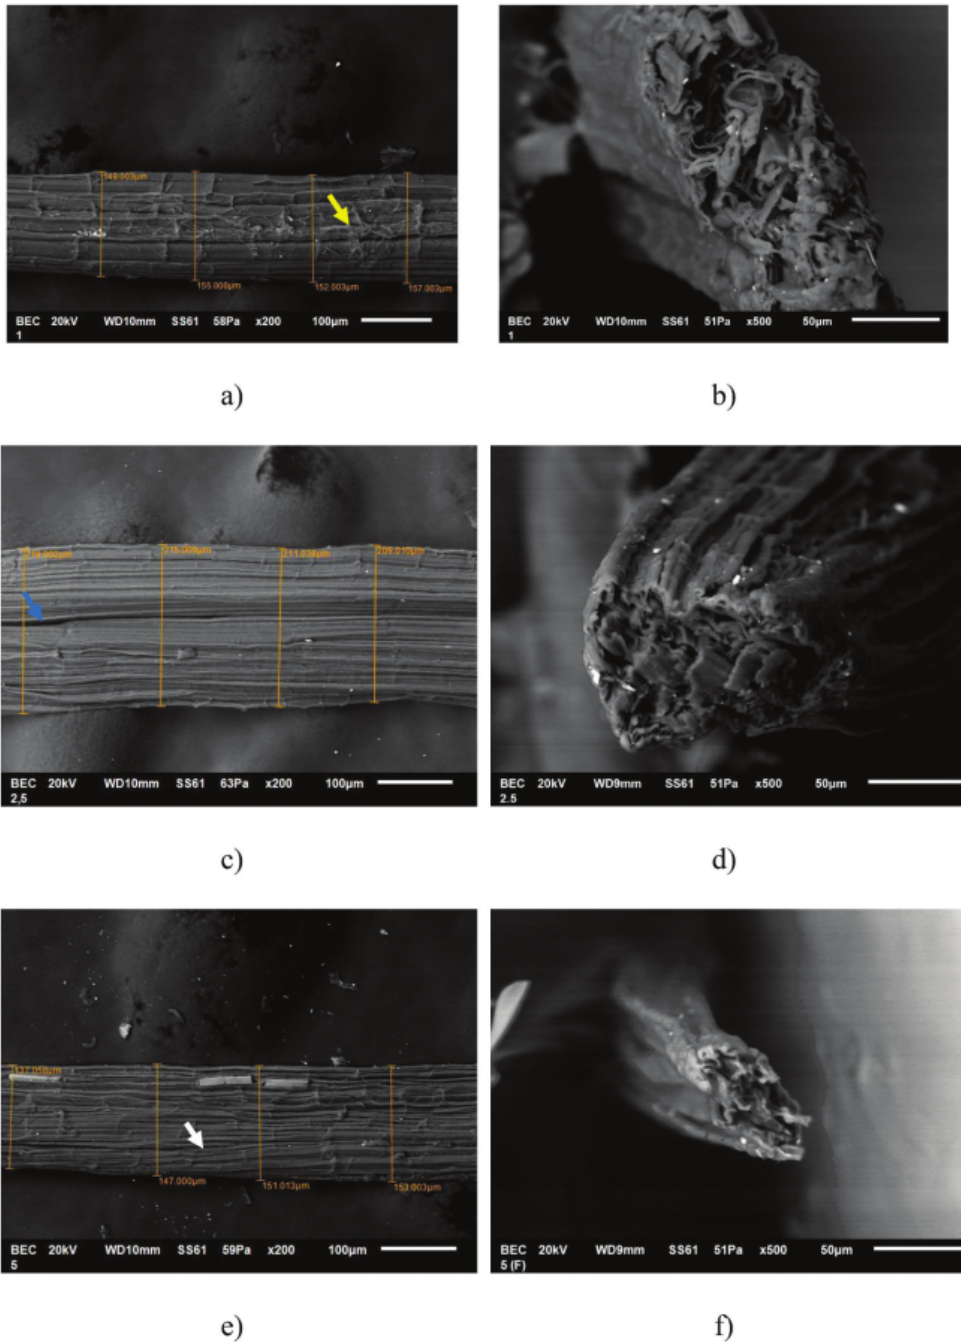 149.003µm
155.000µm
152.003µm
157.003µm
BEC 20kV WD10mm SS61 58Pa x200 100µm
1
BEC 20kV WD10mm SS61 51Pa x500 50µm
1
a)
b)
215.009µm
211.038µm
209.010µm
BEC 20kV WD10mm SS61 63Pa x200 100µm
2,5
BEC 20kV WD9mm SS61 51Pa x500 50µm
2.5
c)
d)
147.000µm
151.013µm
153.003µm
BEC 20kV WD10mm SS61 59Pa x200 100µm
5
BEC 20kV WD9mm SS61 51Pa x500 50µm
5 (F)
e)
f)